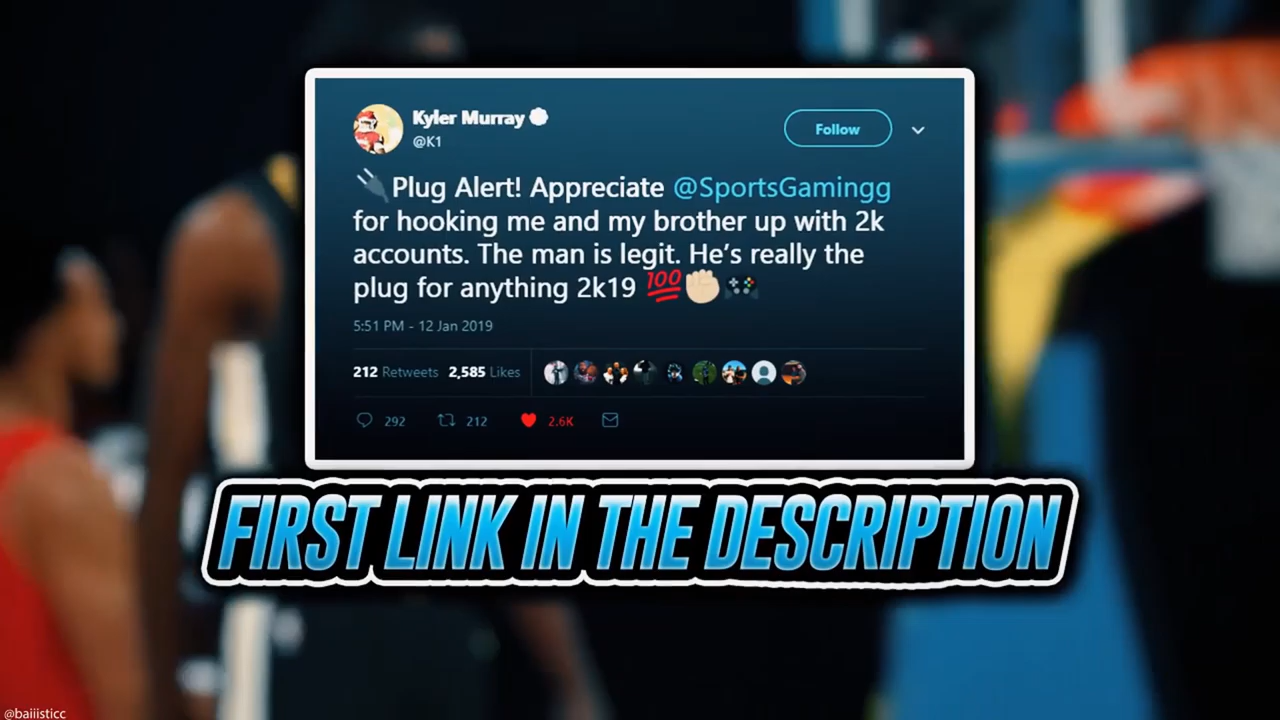 Kyler Murray
@K1
Follow
🔌Plug Alert! Appreciate @SportsGamingg
for hooking me and my brother up with 2k
accounts. The man is legit. He's really the
plug for anything 2k19 💯✊🏼🎮
5:51 PM - 12 Jan 2019
212 Retweets 2,585 Likes
292 212 2.6K
FIRST LINK IN THE DESCRIPTION
@baiiisticc